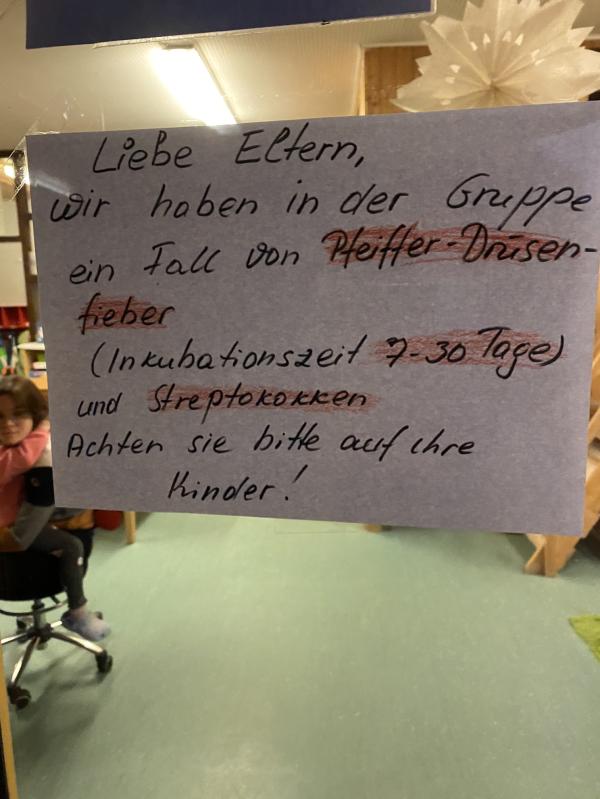 Liebe Eltern,
wir haben in der Gruppe
ein Fall von Pfeiffer-Drüsen-
fieber
(Inkubationszeit 7-30 Tage)
und Streptokokken
Achten sie bitte auf ihre
Kinder!